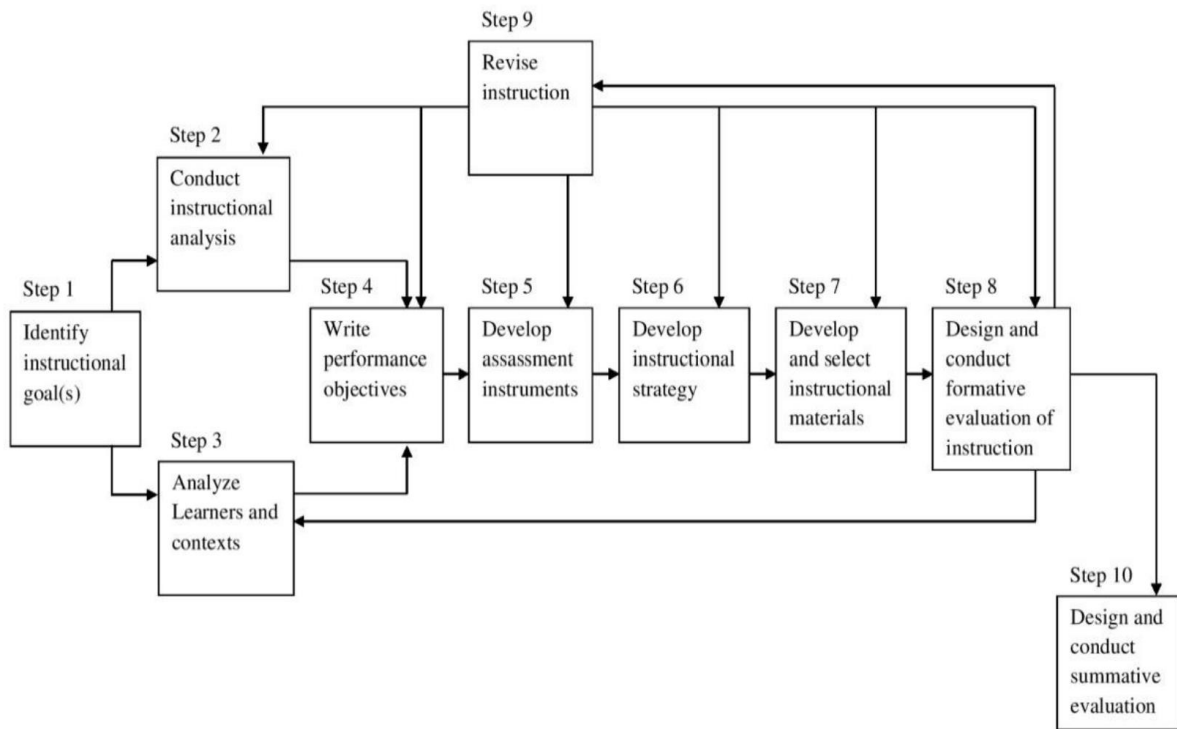 Step 9
Revise
instruction
Step 2
Conduct
instructional
analysis
Step 1
Identify
instructional
goal(s)
Step 3
Analyze
Learners and
contexts
Step 4
Write
performance
objectives
Step 5
Develop
assassment
instruments
Step 6
Develop
instructional
strategy
Step 7
Develop
and select
instructional
materials
Step 8
Design and
conduct
formative
evaluation of
instruction
Step 10
Design and
conduct
summative
evaluation